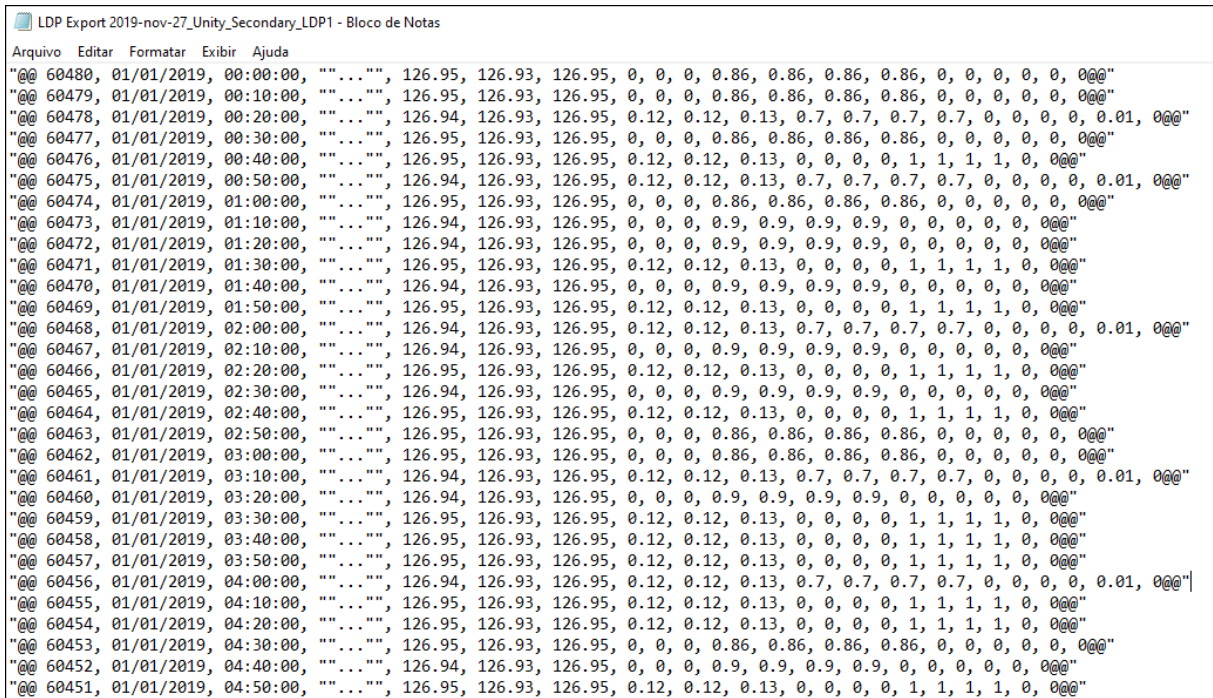 LDP Export 2019-nov-27_Unity_Secondary_LDP1 - Bloco de Notas
Arquivo Editar Formatar Exibir Ajuda
"@@ 60480, 01/01/2019, 00:00:00, ""..."", 126.95, 126.93, 126.95, 0, 0, 0, 0.86, 0.86, 0.86, 0.86, 0, 0, 0, 0, 0, 0@@"
"@@ 60479, 01/01/2019, 00:10:00, ""..."", 126.95, 126.93, 126.95, 0, 0, 0, 0.86, 0.86, 0.86, 0.86, 0, 0, 0, 0, 0, 0@@"
"@@ 60478, 01/01/2019, 00:20:00, ""..."", 126.94, 126.93, 126.95, 0.12, 0.12, 0.13, 0.7, 0.7, 0.7, 0.7, 0, 0, 0, 0, 0.01, 0@@"
"@@ 60477, 01/01/2019, 00:30:00, ""..."", 126.95, 126.93, 126.95, 0, 0, 0, 0.86, 0.86, 0.86, 0.86, 0, 0, 0, 0, 0, 0@@"
"@@ 60476, 01/01/2019, 00:40:00, ""..."", 126.95, 126.93, 126.95, 0.12, 0.12, 0.13, 0, 0, 0, 0, 1, 1, 1, 1, 0, 0@@"
"@@ 60475, 01/01/2019, 00:50:00, ""..."", 126.94, 126.93, 126.95, 0.12, 0.12, 0.13, 0.7, 0.7, 0.7, 0.7, 0, 0, 0, 0, 0.01, 0@@"
"@@ 60474, 01/01/2019, 01:00:00, ""..."", 126.95, 126.93, 126.95, 0, 0, 0, 0.86, 0.86, 0.86, 0.86, 0, 0, 0, 0, 0, 0@@"
"@@ 60473, 01/01/2019, 01:10:00, ""..."", 126.94, 126.93, 126.95, 0, 0, 0, 0.9, 0.9, 0.9, 0.9, 0, 0, 0, 0, 0, 0@@"
"@@ 60472, 01/01/2019, 01:20:00, ""..."", 126.94, 126.93, 126.95, 0, 0, 0, 0.9, 0.9, 0.9, 0.9, 0, 0, 0, 0, 0, 0@@"
"@@ 60471, 01/01/2019, 01:30:00, ""..."", 126.95, 126.93, 126.95, 0.12, 0.12, 0.13, 0, 0, 0, 0, 1, 1, 1, 1, 0, 0@@"
"@@ 60470, 01/01/2019, 01:40:00, ""..."", 126.94, 126.93, 126.95, 0, 0, 0, 0.9, 0.9, 0.9, 0.9, 0, 0, 0, 0, 0, 0@@"
"@@ 60469, 01/01/2019, 01:50:00, ""..."", 126.95, 126.93, 126.95, 0.12, 0.12, 0.13, 0, 0, 0, 0, 1, 1, 1, 1, 0, 0@@"
"@@ 60468, 01/01/2019, 02:00:00, ""..."", 126.94, 126.93, 126.95, 0.12, 0.12, 0.13, 0.7, 0.7, 0.7, 0.7, 0, 0, 0, 0, 0.01, 0@@"
"@@ 60467, 01/01/2019, 02:10:00, ""..."", 126.94, 126.93, 126.95, 0, 0, 0, 0.9, 0.9, 0.9, 0.9, 0, 0, 0, 0, 0, 0@@"
"@@ 60466, 01/01/2019, 02:20:00, ""..."", 126.95, 126.93, 126.95, 0.12, 0.12, 0.13, 0, 0, 0, 0, 1, 1, 1, 1, 0, 0@@"
"@@ 60465, 01/01/2019, 02:30:00, ""..."", 126.94, 126.93, 126.95, 0, 0, 0, 0.9, 0.9, 0.9, 0.9, 0, 0, 0, 0, 0, 0@@"
"@@ 60464, 01/01/2019, 02:40:00, ""..."", 126.95, 126.93, 126.95, 0.12, 0.12, 0.13, 0, 0, 0, 0, 1, 1, 1, 1, 0, 0@@"
"@@ 60463, 01/01/2019, 02:50:00, ""..."", 126.95, 126.93, 126.95, 0, 0, 0, 0.86, 0.86, 0.86, 0.86, 0, 0, 0, 0, 0, 0@@"
"@@ 60462, 01/01/2019, 03:00:00, ""..."", 126.95, 126.93, 126.95, 0, 0, 0, 0.86, 0.86, 0.86, 0.86, 0, 0, 0, 0, 0, 0@@"
"@@ 60461, 01/01/2019, 03:10:00, ""..."", 126.94, 126.93, 126.95, 0.12, 0.12, 0.13, 0.7, 0.7, 0.7, 0.7, 0, 0, 0, 0, 0.01, 0@@"
"@@ 60460, 01/01/2019, 03:20:00, ""..."", 126.94, 126.93, 126.95, 0, 0, 0, 0.9, 0.9, 0.9, 0.9, 0, 0, 0, 0, 0, 0@@"
"@@ 60459, 01/01/2019, 03:30:00, ""..."", 126.95, 126.93, 126.95, 0.12, 0.12, 0.13, 0, 0, 0, 0, 1, 1, 1, 1, 0, 0@@"
"@@ 60458, 01/01/2019, 03:40:00, ""..."", 126.95, 126.93, 126.95, 0.12, 0.12, 0.13, 0, 0, 0, 0, 1, 1, 1, 1, 0, 0@@"
"@@ 60457, 01/01/2019, 03:50:00, ""..."", 126.95, 126.93, 126.95, 0.12, 0.12, 0.13, 0, 0, 0, 0, 1, 1, 1, 1, 0, 0@@"
"@@ 60456, 01/01/2019, 04:00:00, ""..."", 126.94, 126.93, 126.95, 0.12, 0.12, 0.13, 0.7, 0.7, 0.7, 0.7, 0, 0, 0, 0, 0.01, 0@@"
"@@ 60455, 01/01/2019, 04:10:00, ""..."", 126.95, 126.93, 126.95, 0.12, 0.12, 0.13, 0, 0, 0, 0, 1, 1, 1, 1, 0, 0@@"
"@@ 60454, 01/01/2019, 04:20:00, ""..."", 126.95, 126.93, 126.95, 0.12, 0.12, 0.13, 0, 0, 0, 0, 1, 1, 1, 1, 0, 0@@"
"@@ 60453, 01/01/2019, 04:30:00, ""..."", 126.95, 126.93, 126.95, 0, 0, 0, 0.86, 0.86, 0.86, 0.86, 0, 0, 0, 0, 0, 0@@"
"@@ 60452, 01/01/2019, 04:40:00, ""..."", 126.94, 126.93, 126.95, 0, 0, 0, 0.9, 0.9, 0.9, 0.9, 0, 0, 0, 0, 0, 0@@"
"@@ 60451, 01/01/2019, 04:50:00, ""..."", 126.95, 126.93, 126.95, 0.12, 0.12, 0.13, 0, 0, 0, 0, 1, 1, 1, 1, 0, 0@@"